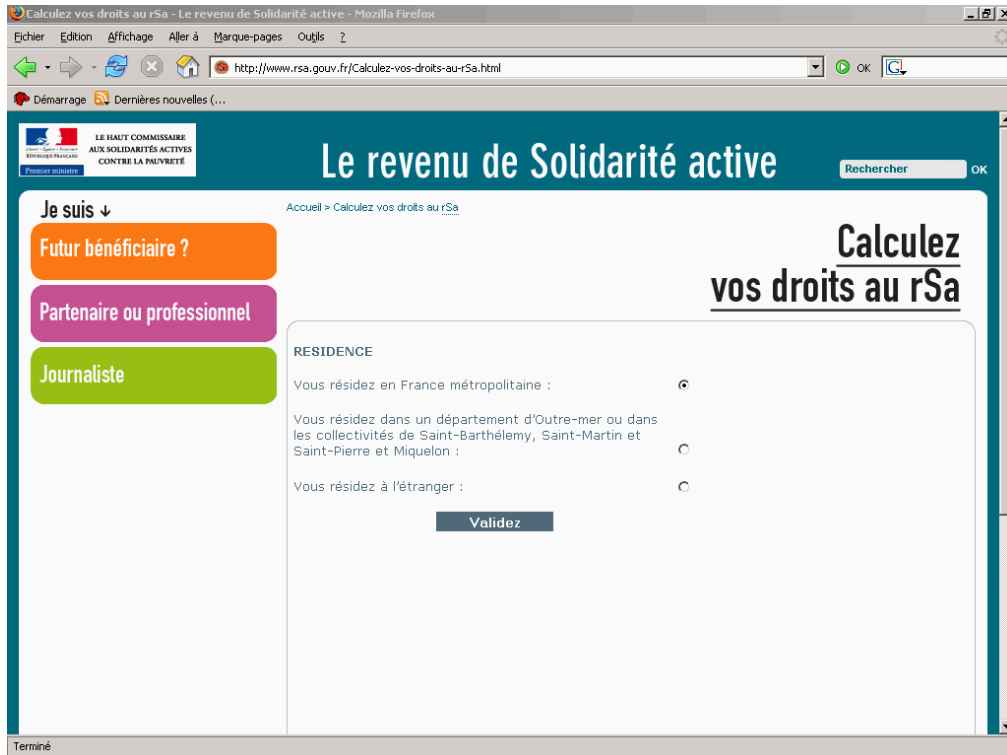 Calculez vos droits au rSa - Le revenu de Solidarité active - Mozilla Firefox
Fichier Edition Affichage Aller à Marque-pages Outils ?
http://www.rsa.gouv.fr/Calculez-vos-droits-au-rSa.html OK G
Démarrage Dernières nouvelles (...
RÉPUBLIQUE FRANÇAISE
Premier ministre
LE HAUT COMMISSAIRE
AUX SOLIDARITÉS ACTIVES
CONTRE LA PAUVRETÉ
Le revenu de Solidarité active
Rechercher OK
Je suis ↓
Futur bénéficiaire ?
Partenaire ou professionnel
Journaliste
Accueil > Calculez vos droits au rSa
Calculez
vos droits au rSa
RESIDENCE
Vous résidez en France métropolitaine :
Vous résidez dans un département d'Outre-mer ou dans
les collectivités de Saint-Barthélemy, Saint-Martin et
Saint-Pierre et Miquelon :
Vous résidez à l'étranger :
Validez
Terminé